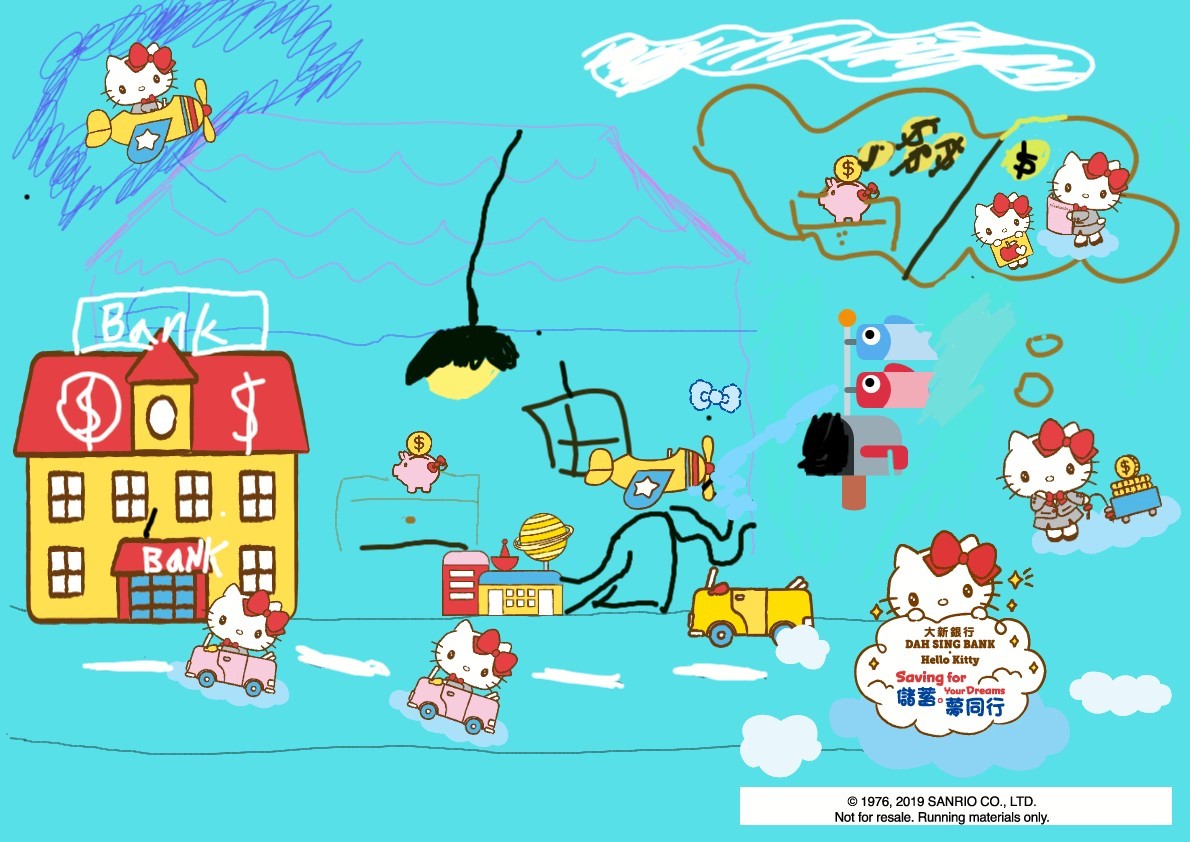 Bank
$ $
BANK
$
$
$
$
大新銀行
DAH SING BANK
Hello Kitty
Saving for
Your Dreams
儲蓄。夢同行
© 1976, 2019 SANRIO CO., LTD.
Not for resale. Running materials only.